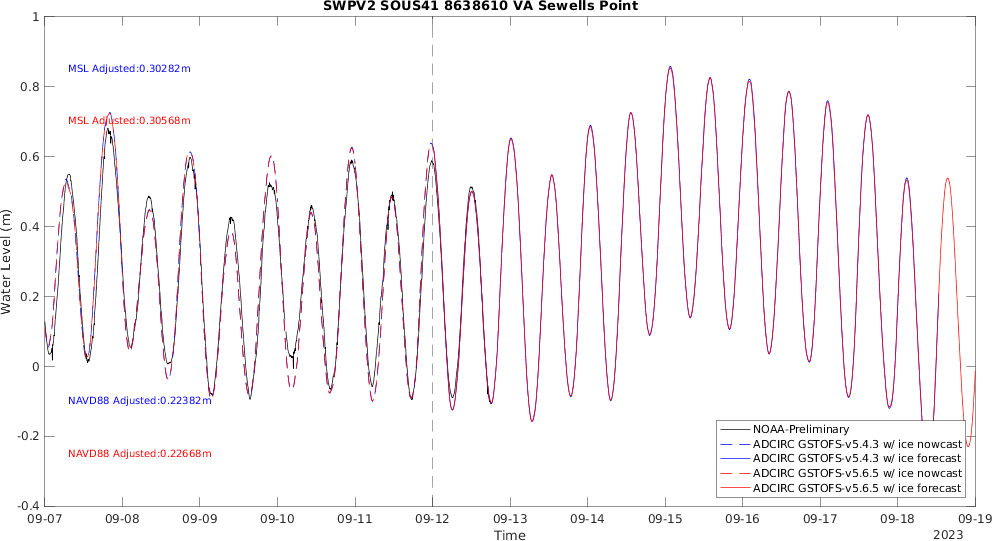 SWPV2 SOUS41 8638610 VA Sewells Point
1
0.8
0.6
0.4
0.2
0
-0.2
-0.4
Water Level (m)
MSL Adjusted:0.30282m
MSL Adjusted:0.30568m
NAVD88 Adjusted:0.22382m
NAVD88 Adjusted:0.22668m
NOAA-Preliminary
ADCIRC GSTOFS-v5.4.3 w/ ice nowcast
ADCIRC GSTOFS-v5.4.3 w/ ice forecast
ADCIRC GSTOFS-v5.6.5 w/ ice nowcast
ADCIRC GSTOFS-v5.6.5 w/ ice forecast
09-07 09-08 09-09 09-10 09-11 09-12 09-13 09-14 09-15 09-16 09-17 09-18 09-19
Time
2023